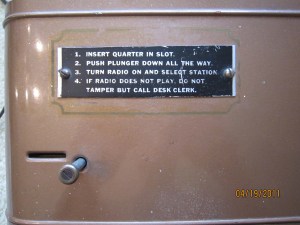 1. INSERT QUARTER IN SLOT.
2. PUSH PLUNGER DOWN ALL THE WAY.
3. TURN RADIO ON AND SELECT STATION
4. IF RADIO DOES NOT PLAY, DO NOT
TAMPER BUT CALL DESK CLERK.
04/15/2011